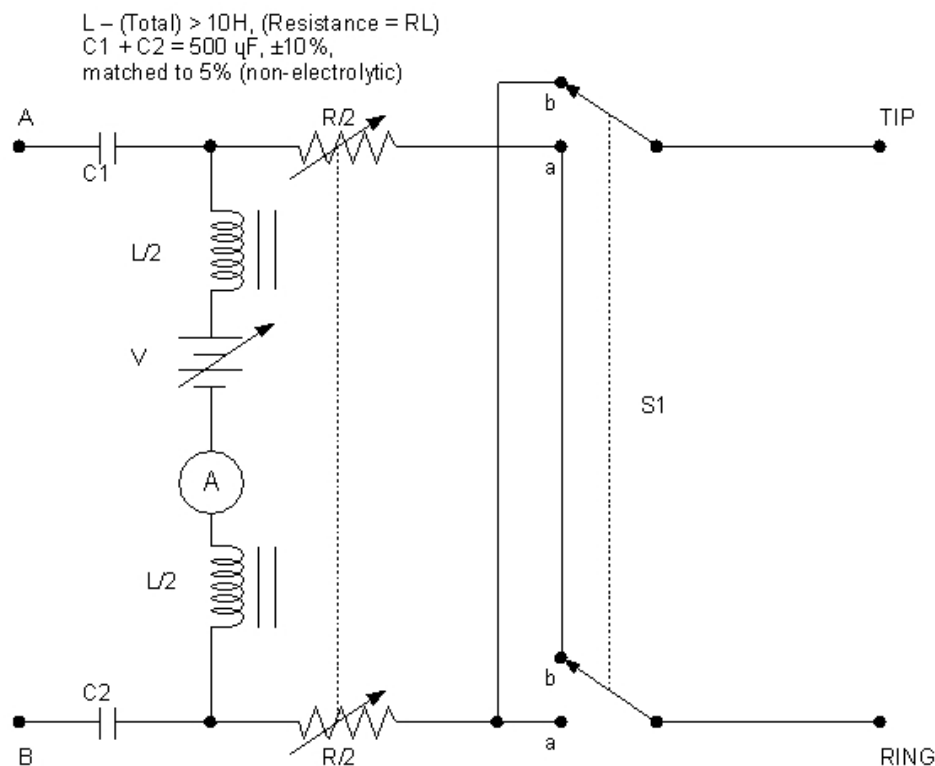 L – (Total) > 10H, (Resistance = RL)
C1 + C2 = 500 ųF, ±10%,
matched to 5% (non-electrolytic)
A
C1
R/2
b
a
TIP
L/2
V
A
S1
L/2
C2
B
R/2
b
a
RING